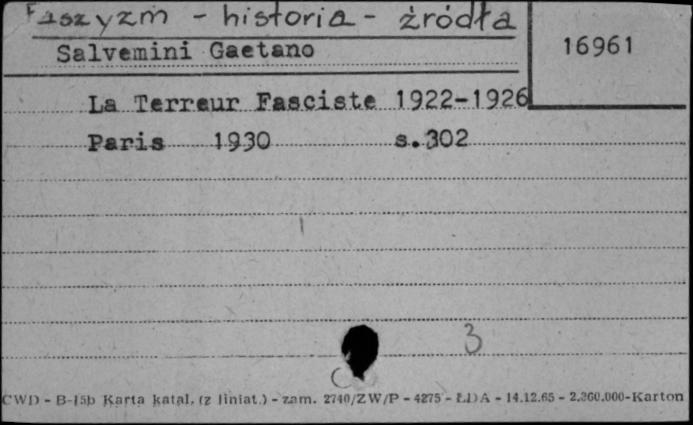 Faszyzm - historia - źródła
Salvemini Gaetano
16961
La Terreur Fasciste 1922-1926
Paris 1930 s.302
3
CWD - B-15b Karta katal. (z liniat.) - zam. 2740/ZW/P - 4275 - ŁDA - 14.12.65 - 2.360.000-Karton